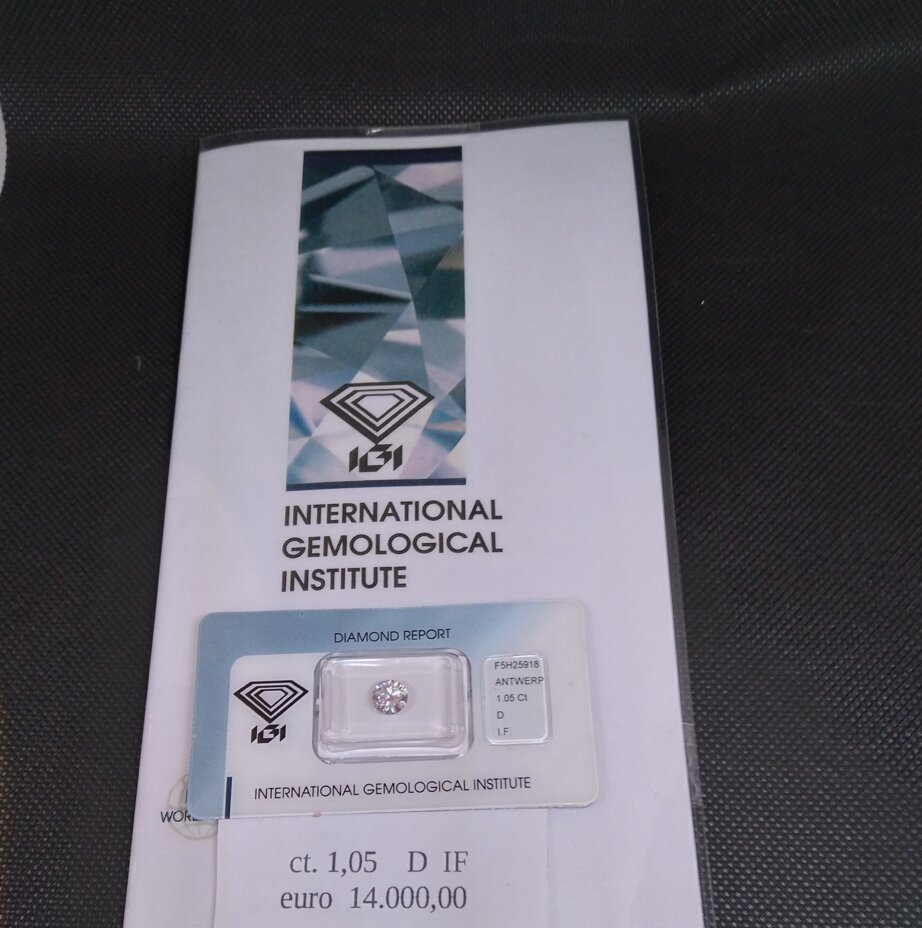 IGI
INTERNATIONAL
GEMOLOGICAL
INSTITUTE
DIAMOND REPORT
IGI
F5H25918
ANTWERP
1.05 Ct
D
I.F.
INTERNATIONAL GEMOLOGICAL INSTITUTE
ct. 1,05 D IF
euro 14.000,00